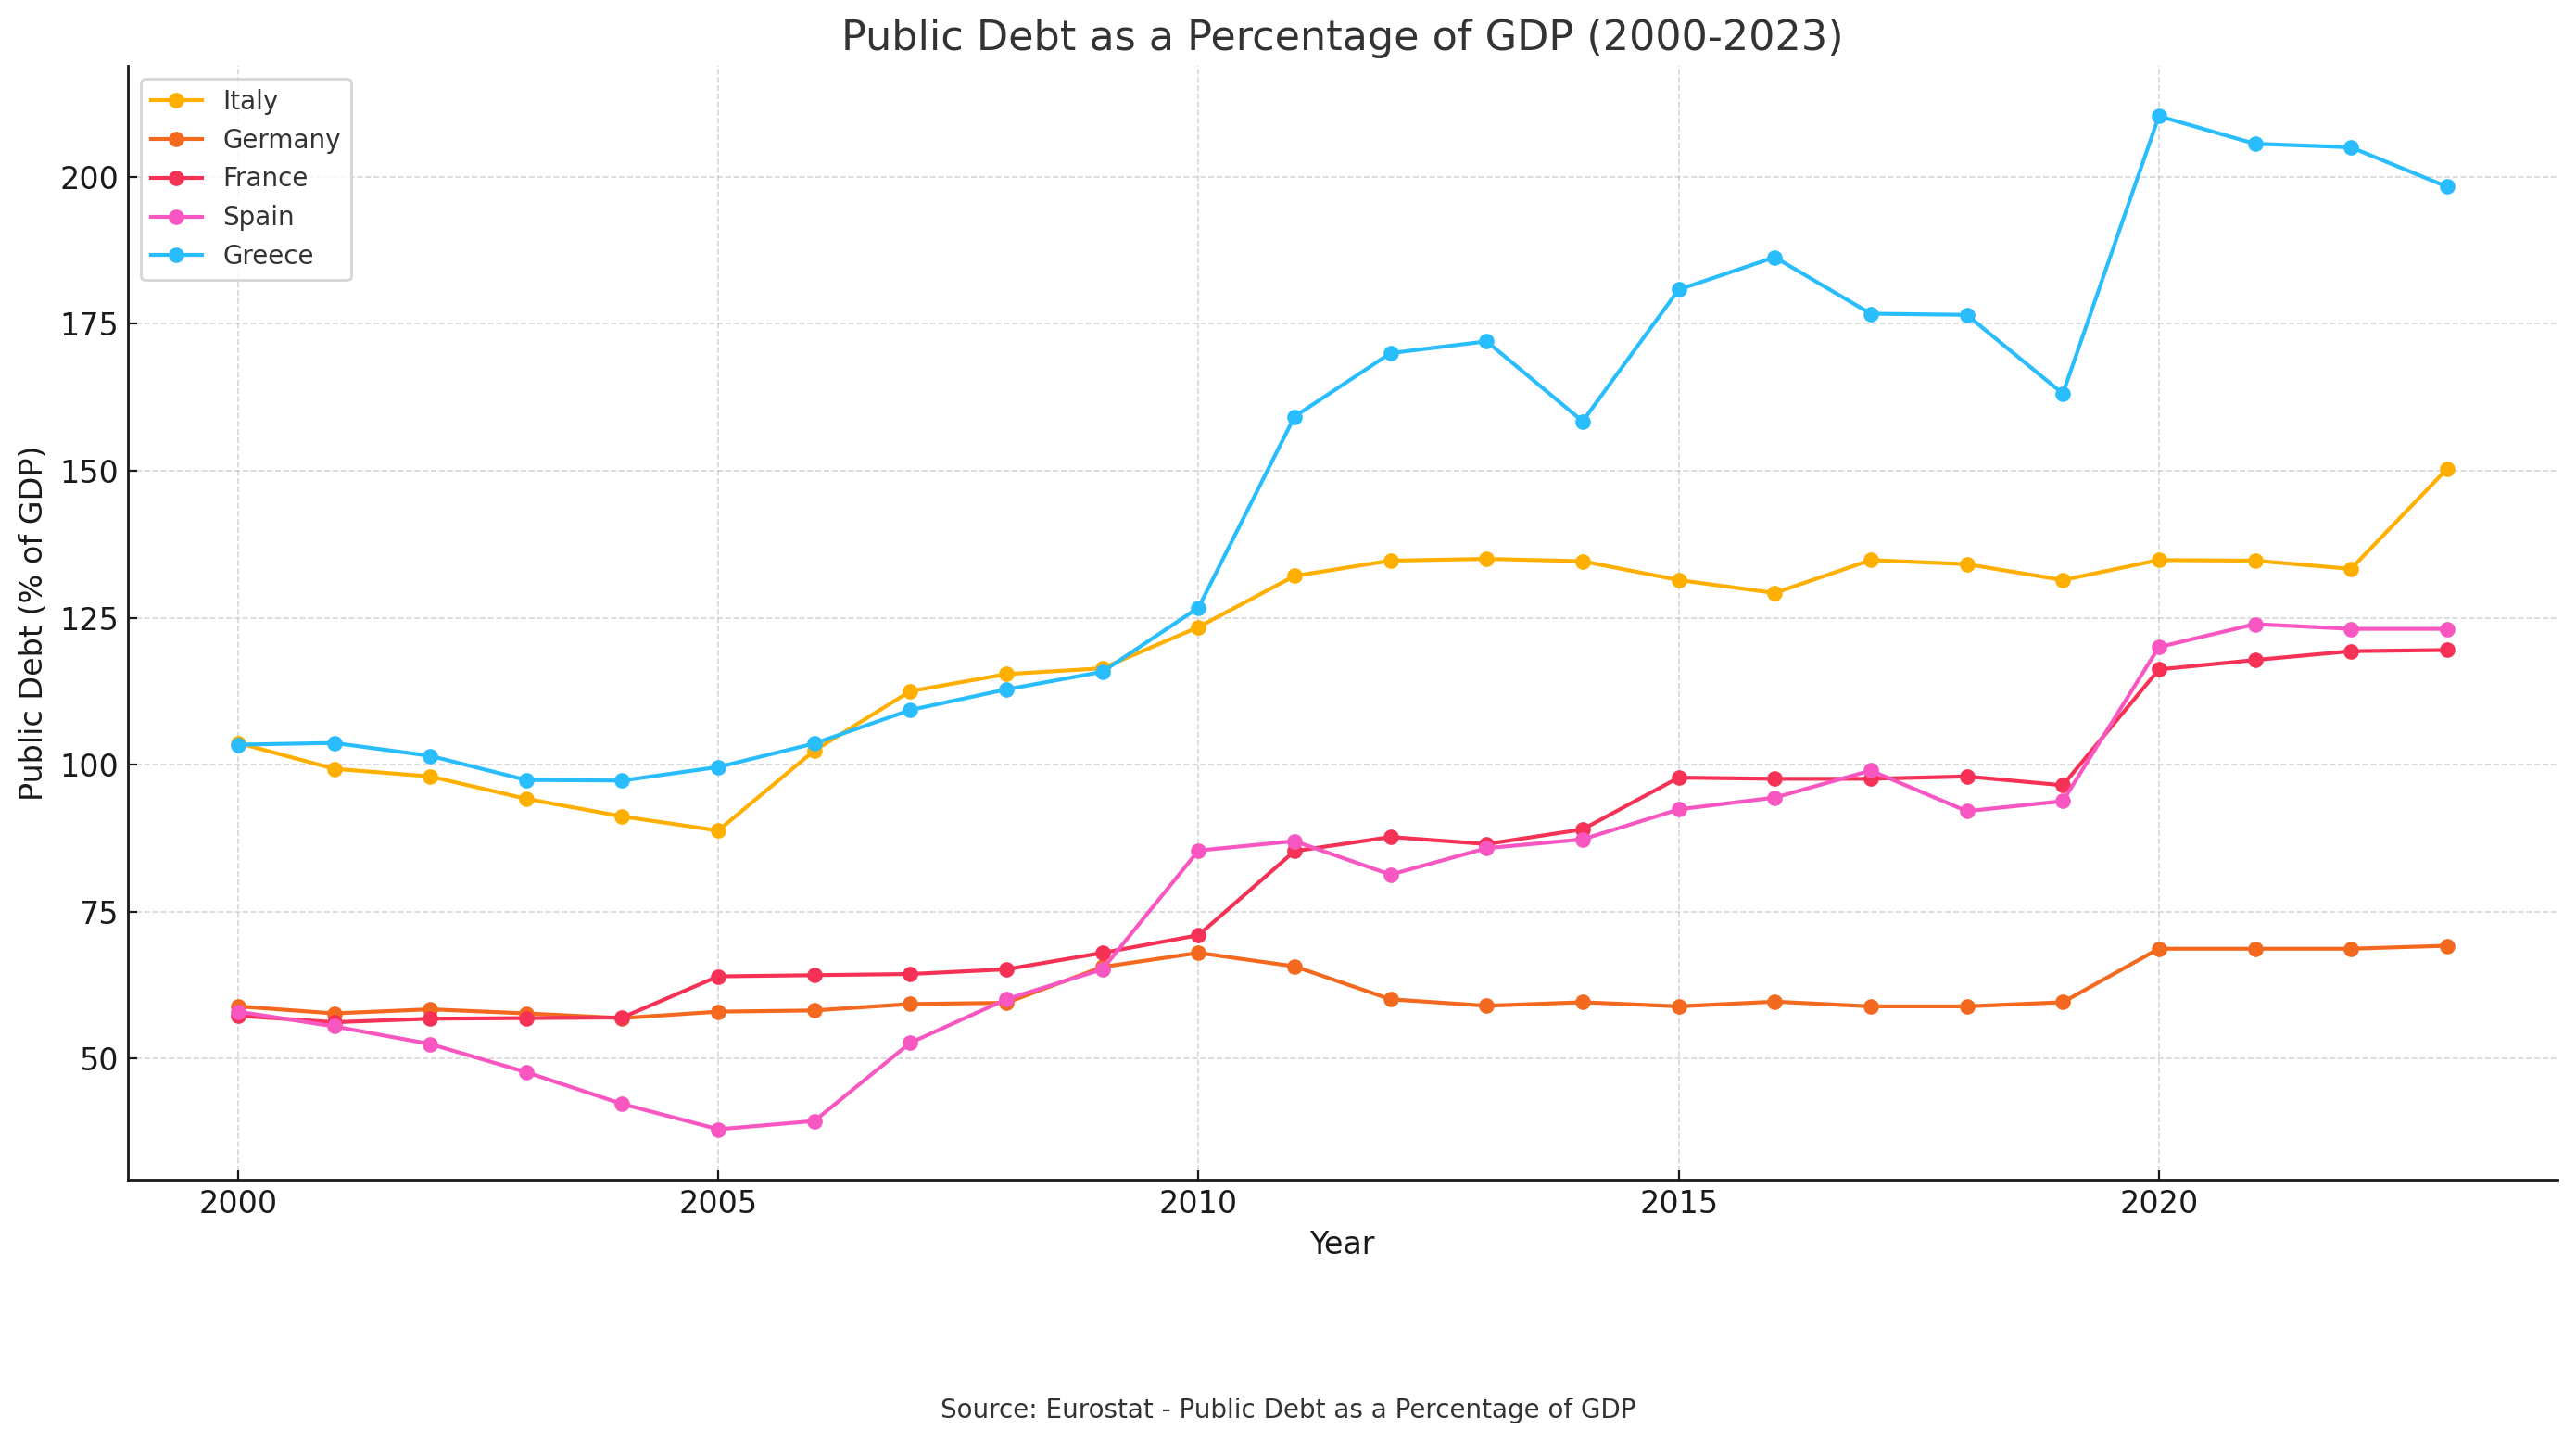 Public Debt as a Percentage of GDP (2000-2023)
Italy
Germany
France
Spain
Greece
200
175
150
125
100
75
50
Public Debt (% of GDP)
2000 2005 2010 2015 2020
Year
Source: Eurostat - Public Debt as a Percentage of GDP